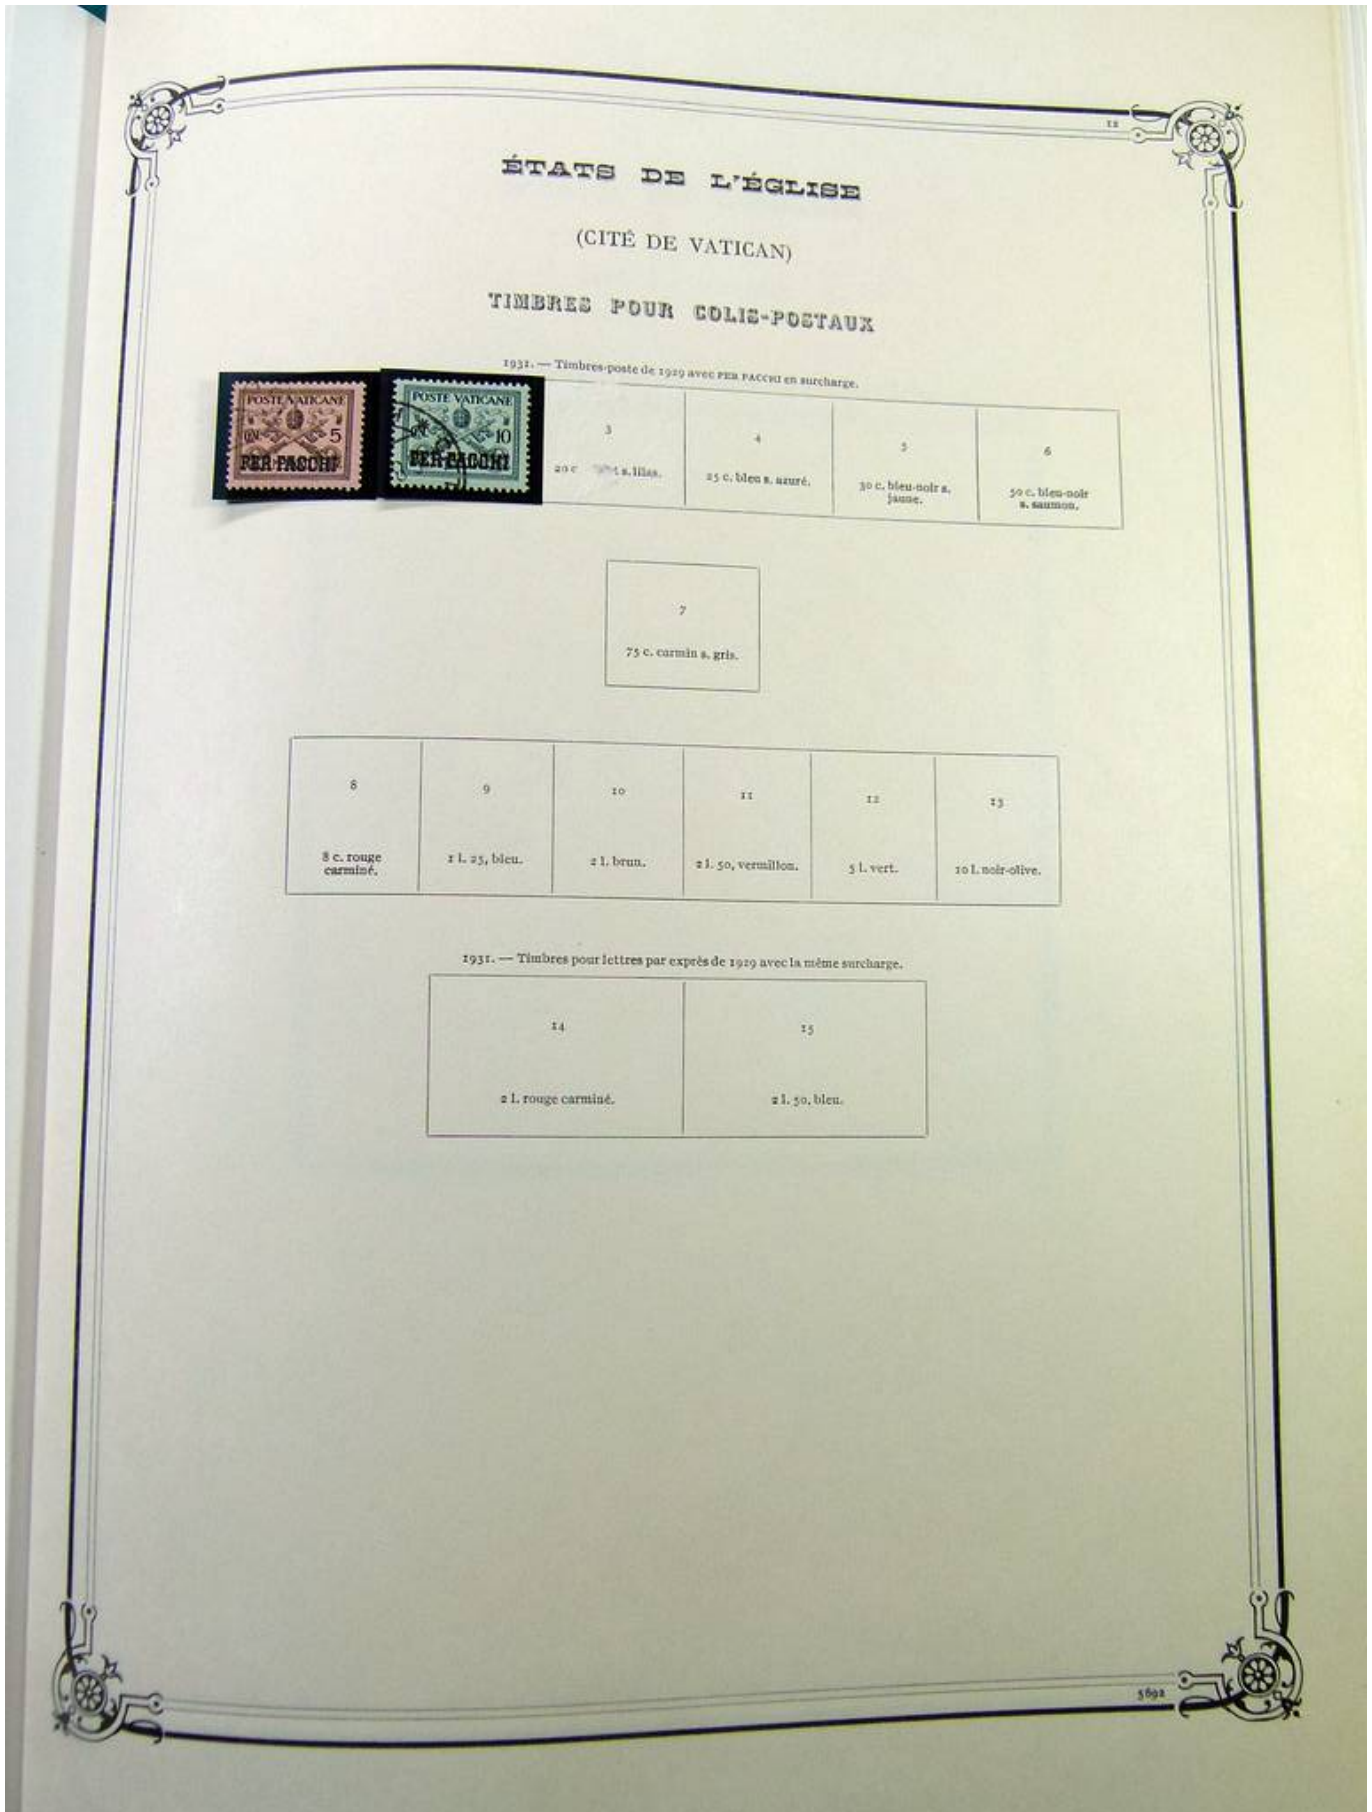 12
ÉTATS DE L'ÉGLISE
(CITÉ DE VATICAN)
TIMBRES POUR COLIS-POSTAUX
1931. — Timbres-poste de 1929 avec PER PACCHI en surcharge.
POSTE VATICANE
5
PER PACCHI
POSTE VATICANE
10
PER PACCHI
3
20 c s. lilas.
4
25 c. bleu s. azuré.
5
30 c. bleu-noir s.
jaune.
6
50 c. bleu-noir
s. saumon.
7
75 c. carmin s. gris.
8
8 c. rouge
carminé.
9
1 l. 25, bleu.
10
2 l. brun.
11
2 l. 50, vermillon.
12
5 l. vert.
13
10 l. noir-olive.
1931. — Timbres pour lettres par exprès de 1929 avec la même surcharge.
14
2 l. rouge carminé.
15
2 l. 50, bleu.
5692